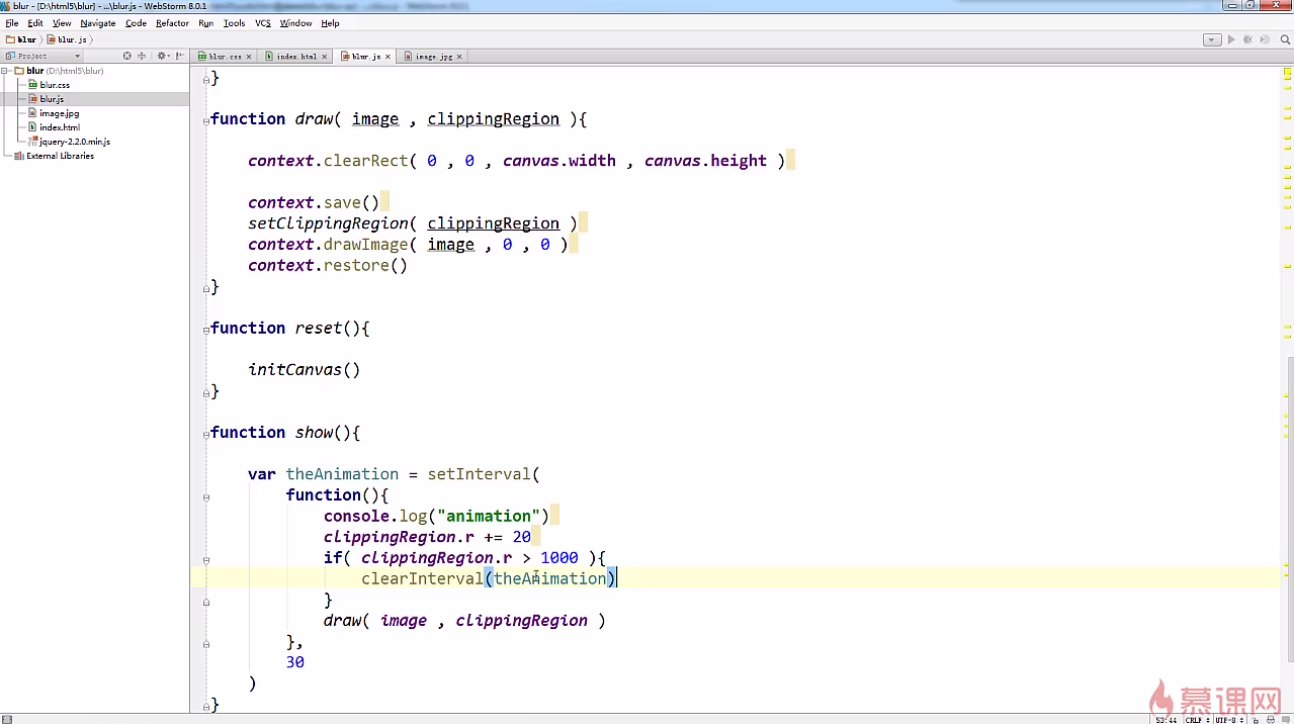 blur - [D:\html5\blur] - ...\blur.js - WebStorm 8.0.1
File Edit View Navigate Code Refactor Run Tools VCS Window Help
blur blur.js
Project
blur.css × index.html × blur.js × image.jpg ×
blur (D:\html5\blur)
blur.css
blur.js
image.jpg
index.html
jquery-2.2.0.min.js
External Libraries
}
function draw( image , clippingRegion ){
context.clearRect( 0 , 0 , canvas.width , canvas.height )
context.save()
setClippingRegion( clippingRegion )
context.drawImage( image , 0 , 0 )
context.restore()
}
function reset(){
initCanvas()
}
function show(){
var theAnimation = setInterval(
function(){
console.log("animation")
clippingRegion.r += 20
if( clippingRegion.r > 1000 ){
clearInterval(theAnimation)
}
draw( image , clippingRegion )
},
30
)
}
慕课网
53:44 CRLF UTF-8